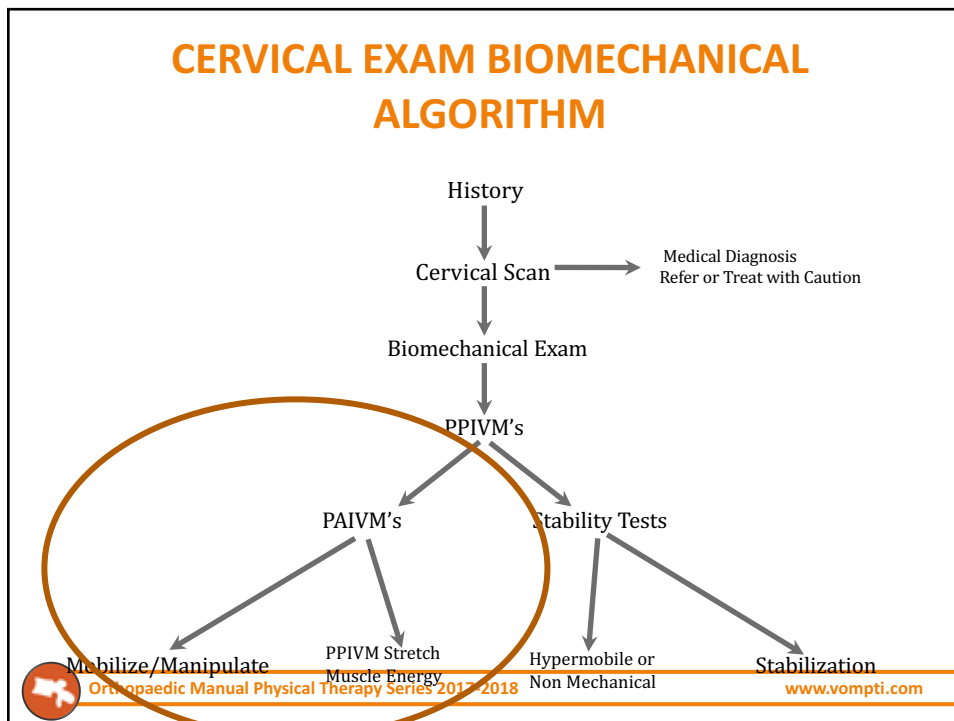 CERVICAL EXAM BIOMECHANICAL
ALGORITHM
History
Cervical Scan
Medical Diagnosis
Refer or Treat with Caution
Biomechanical Exam
PPIVM's
PAIVM's
Stability Tests
Mobilize/Manipulate
PPIVM Stretch
Muscle Energy
Hypermobile or
Non Mechanical
Stabilization
Orthopaedic Manual Physical Therapy Series 2017-2018
www.vompti.com